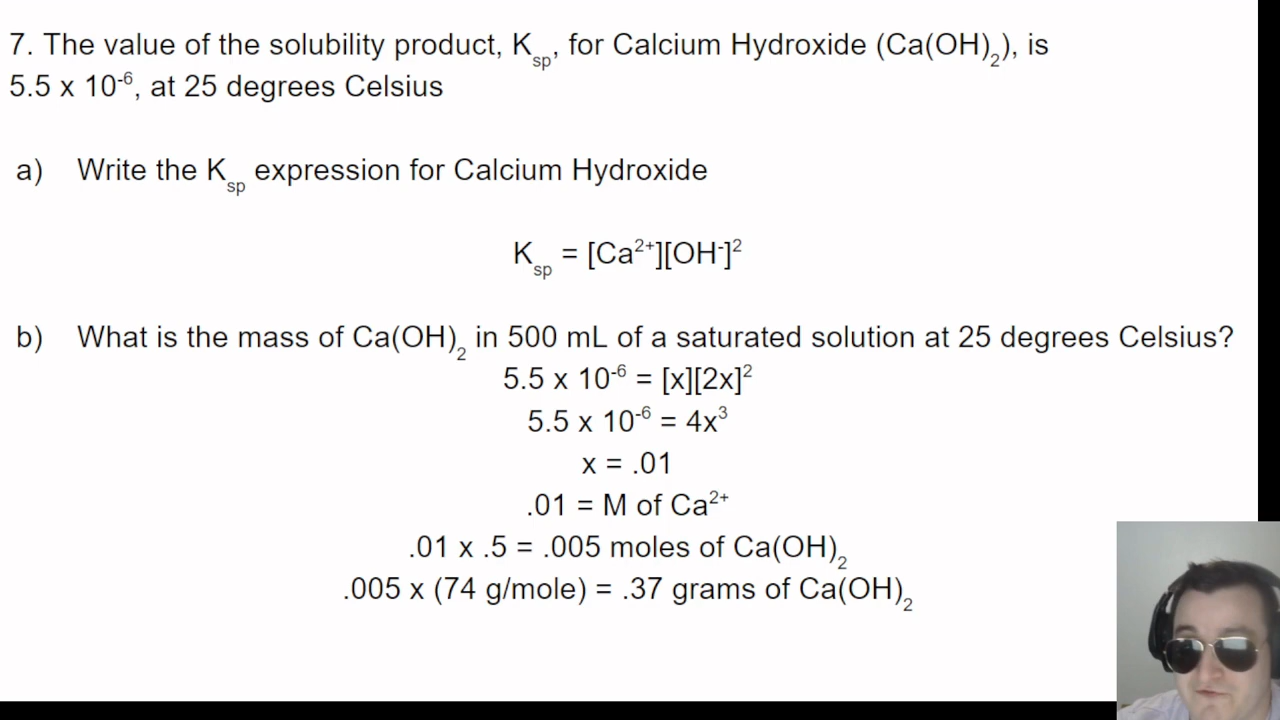 7. The value of the solubility product, Kₛₚ, for Calcium Hydroxide (Ca(OH)₂), is
5.5 x 10⁻⁶, at 25 degrees Celsius
a) Write the Kₛₚ expression for Calcium Hydroxide
Kₛₚ = [Ca²⁺][OH⁻]²
b) What is the mass of Ca(OH)₂ in 500 mL of a saturated solution at 25 degrees Celsius?
5.5 x 10⁻⁶ = [x][2x]²
5.5 x 10⁻⁶ = 4x³
x = .01
.01 = M of Ca²⁺
.01 x .5 = .005 moles of Ca(OH)₂
.005 x (74 g/mole) = .37 grams of Ca(OH)₂